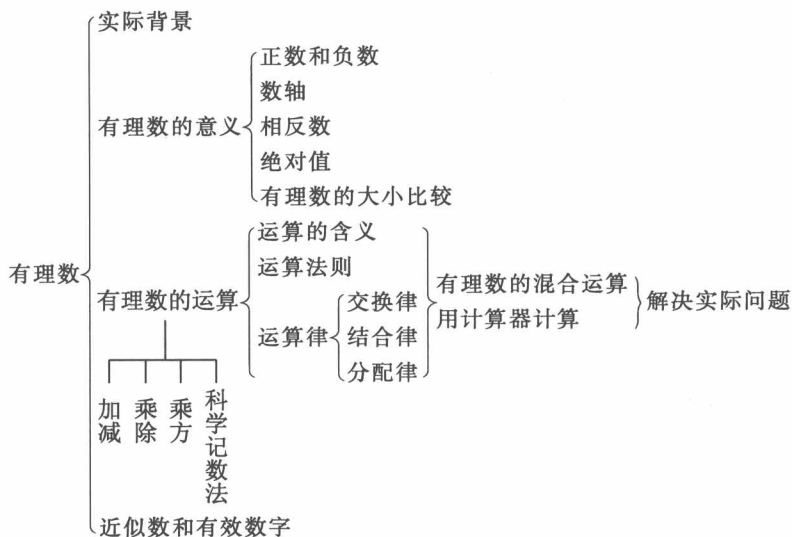 实际背景
正数和负数
数轴
有理数的意义
相反数
绝对值
有理数的大小比较
运算的含义
有理数
运算法则
有理数的混合运算
有理数的运算
交换律
解决实际问题
用计算器计算
运算律
结合律
分配律
加减
乘除
乘方
科学记数法
近似数和有效数字